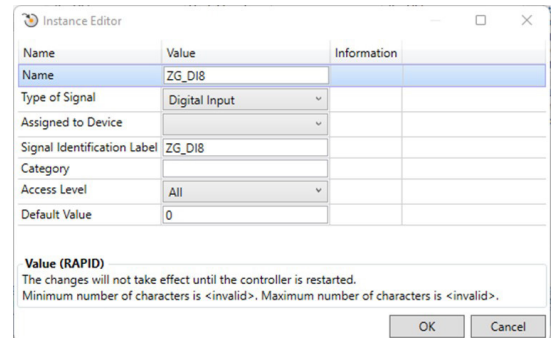 Instance Editor
Name Value Information
Name ZG_DI8
Type of Signal Digital Input
Assigned to Device
Signal Identification Label ZG_DI8
Category
Access Level All
Default Value 0
Value (RAPID)
The changes will not take effect until the controller is restarted.
Minimum number of characters is <invalid>. Maximum number of characters is <invalid>.
OK Cancel